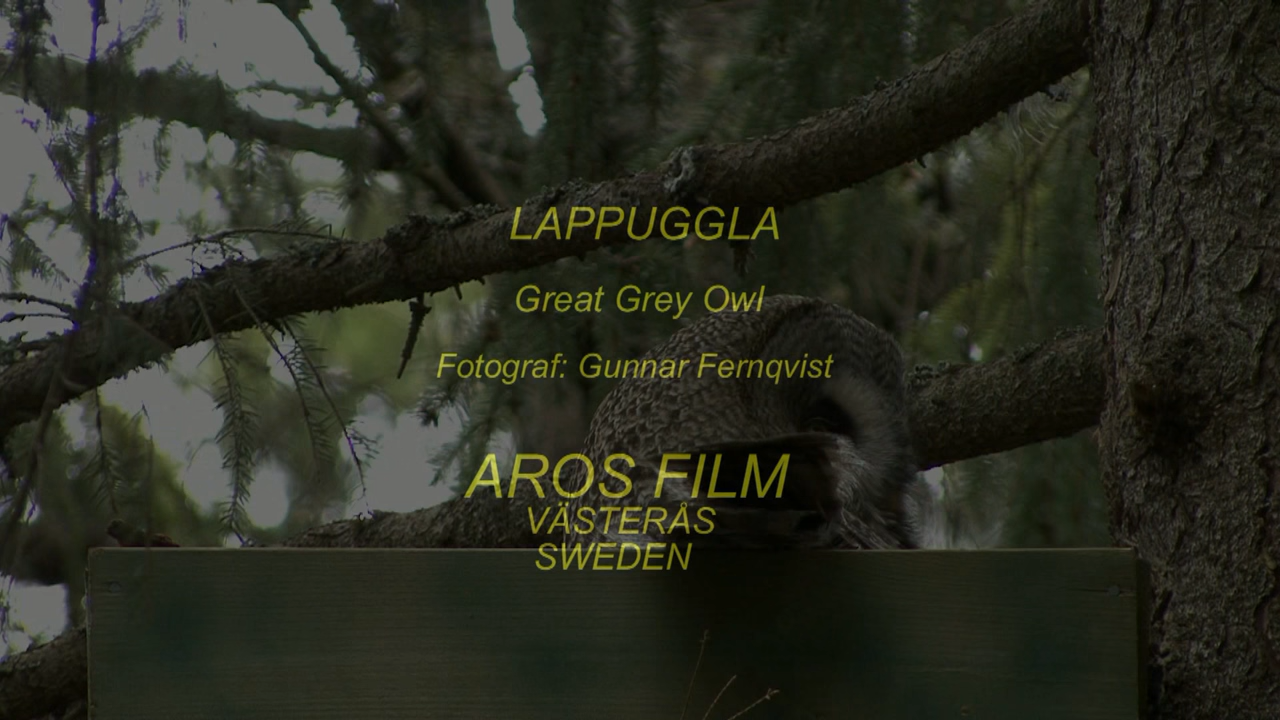 LAPPUGGLA
Great Grey Owl
Fotograf: Gunnar Fernqvist
AROS FILM
VÄSTERÅS
SWEDEN